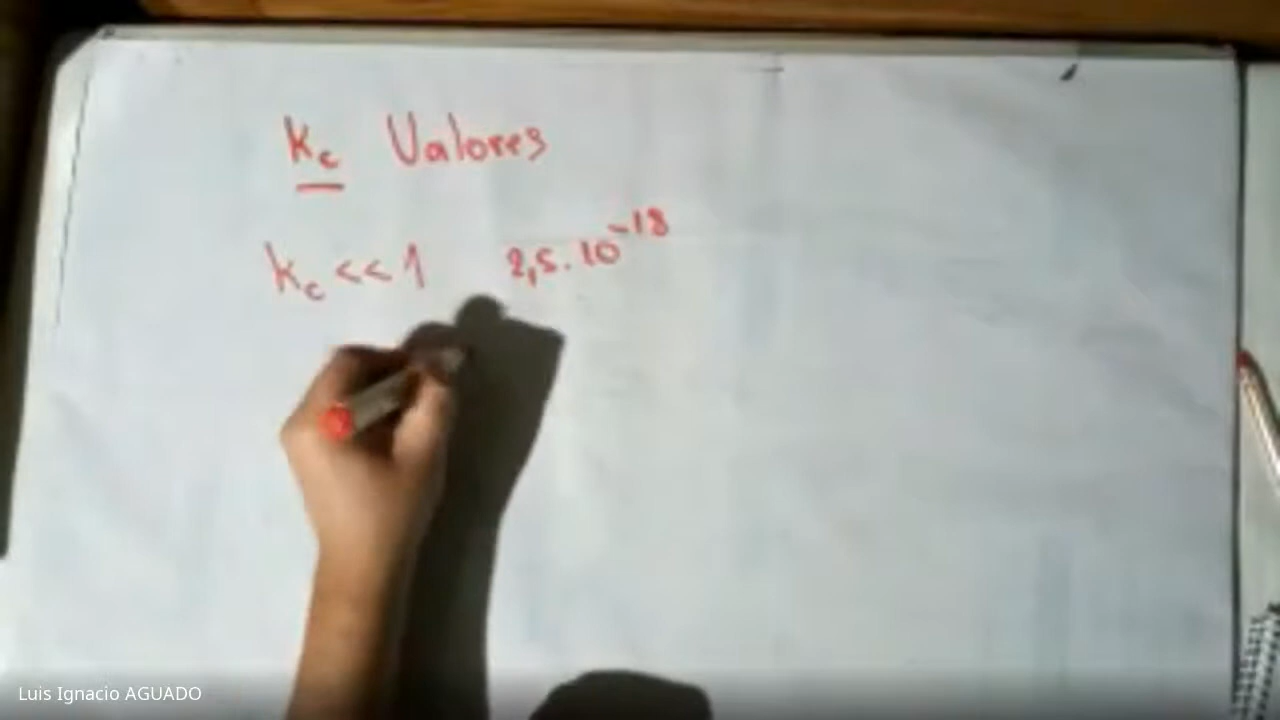 Kc Valores
Kc << 1 2,5 . 10^-18
Luis Ignacio AGUADO